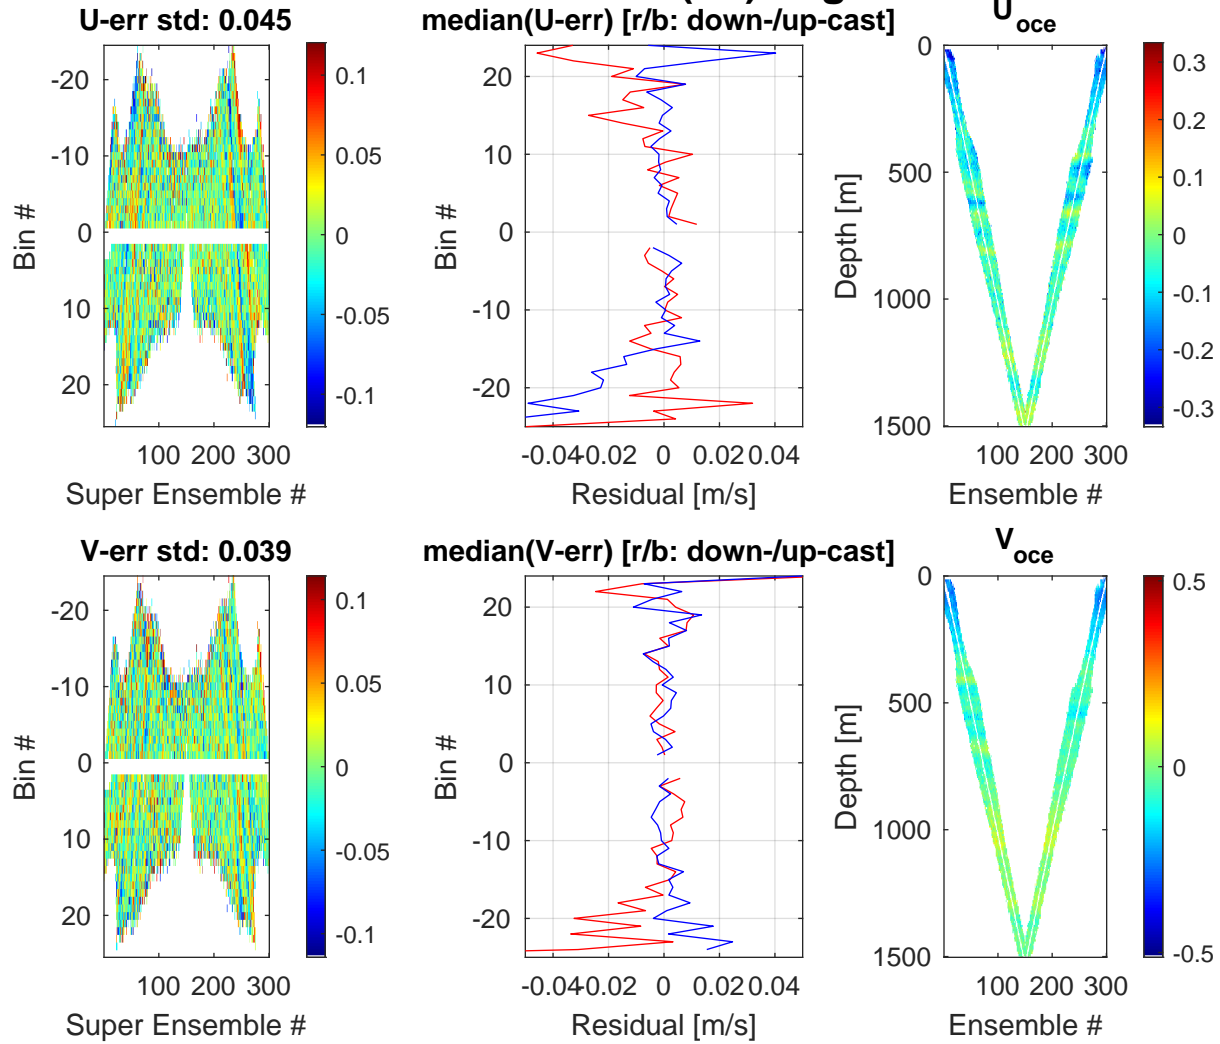 U-err std: 0.045
-20
-10
0
10
20
100 200 300
Super Ensemble #
Bin #
0.1
0.05
0
-0.05
-0.1
median(U-err) [r/b: down-/up-cast]
20
10
0
-10
-20
-0.04 -0.02 0 0.02 0.04
Residual [m/s]
Bin #
U_oce
0
500
1000
1500
100 200 300
Ensemble #
Depth [m]
0.3
0.2
0.1
0
-0.1
-0.2
-0.3
V-err std: 0.039
-20
-10
0
10
20
100 200 300
Super Ensemble #
Bin #
0.1
0.05
0
-0.05
-0.1
median(V-err) [r/b: down-/up-cast]
20
10
0
-10
-20
-0.04 -0.02 0 0.02 0.04
Residual [m/s]
Bin #
V_oce
0
500
1000
1500
100 200 300
Ensemble #
Depth [m]
0.5
0
-0.5